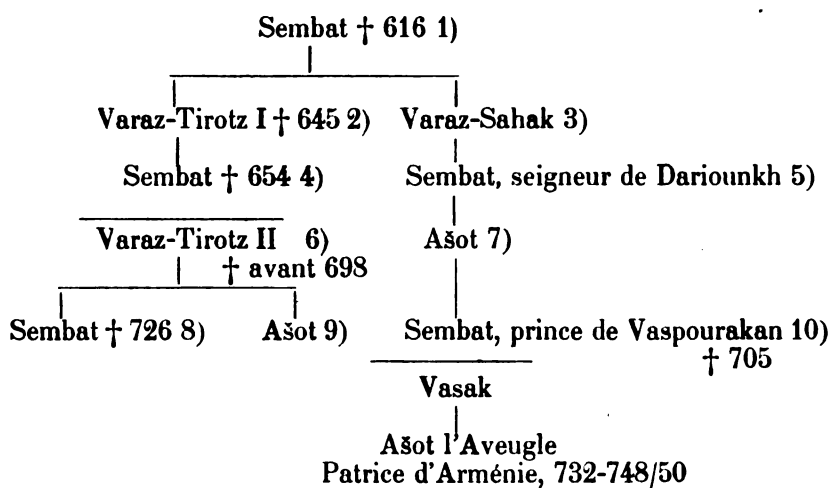 Sembat † 616 1)
Varaz-Tirotz I † 645 2) Varaz-Sahak 3)
Sembat † 654 4) Sembat, seigneur de Dariounkh 5)
Varaz-Tirotz II 6) Ašot 7)
† avant 698
Sembat † 726 8) Ašot 9) Sembat, prince de Vaspourakan 10)
† 705
Vasak
Ašot l'Aveugle
Patrice d'Arménie, 732-748/50